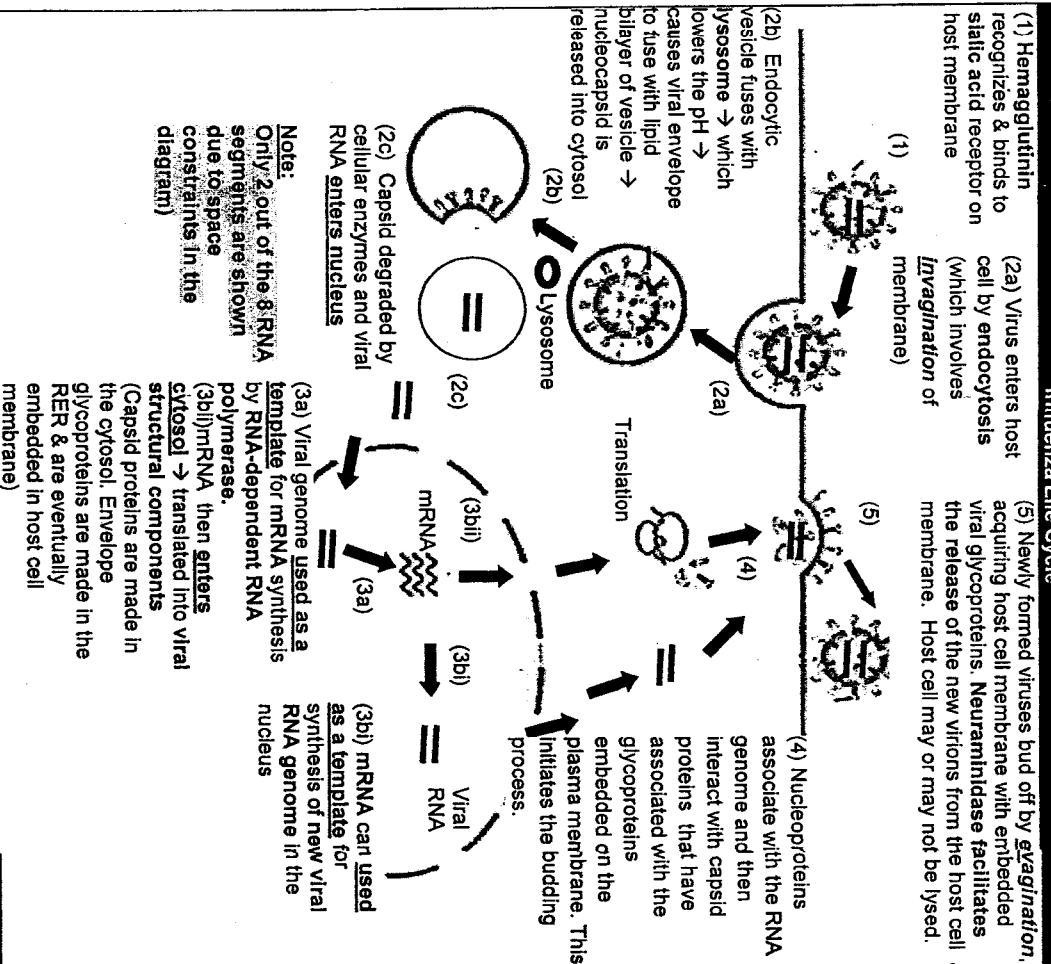 Influenza Life Cycle
(1) Hemagglutinin
recognizes & binds to
sialic acid receptor on
host membrane
(2a) Virus enters host
cell by endocytosis
(which involves
invagination of
membrane)
(5) Newly formed viruses bud off by evagination,
acquiring host cell membrane with embedded
viral glycoproteins. Neuraminidase facilitates
the release of the new virions from the host cell
membrane. Host cell may or may not be lysed.
(1)
(5)
(2b) Endocytic
vesicle fuses with
lysosome → which
lowers the pH →
causes viral envelope
to fuse with lipid
bilayer of vesicle →
nucleocapsid is
released into cytosol
(2a)
(4)
Translation
(4) Nucleoproteins
associate with the RNA
genome and then
interact with capsid
proteins that have
associated with the
glycoproteins
embedded on the
plasma membrane. This
initiates the budding
process.
Lysosome
(2b)
(2c)
(3bii)
mRNA
(3a)
(3bi)
Viral
RNA
(2c) Capsid degraded by
cellular enzymes and viral
RNA enters nucleus
(3bi) mRNA can used
as a template for
synthesis of new viral
RNA genome in the
nucleus
Note:
Only 2 out of the 8 RNA
segments are shown
due to space
constraints in the
diagram)
(3a) Viral genome used as a
template for mRNA synthesis
by RNA-dependent RNA
polymerase.
(3bii)mRNA then enters
cytosol → translated into viral
structural components
(Capsid proteins are made in
the cytosol. Envelope
glycoproteins are made in the
RER & are eventually
embedded in host cell
membrane)